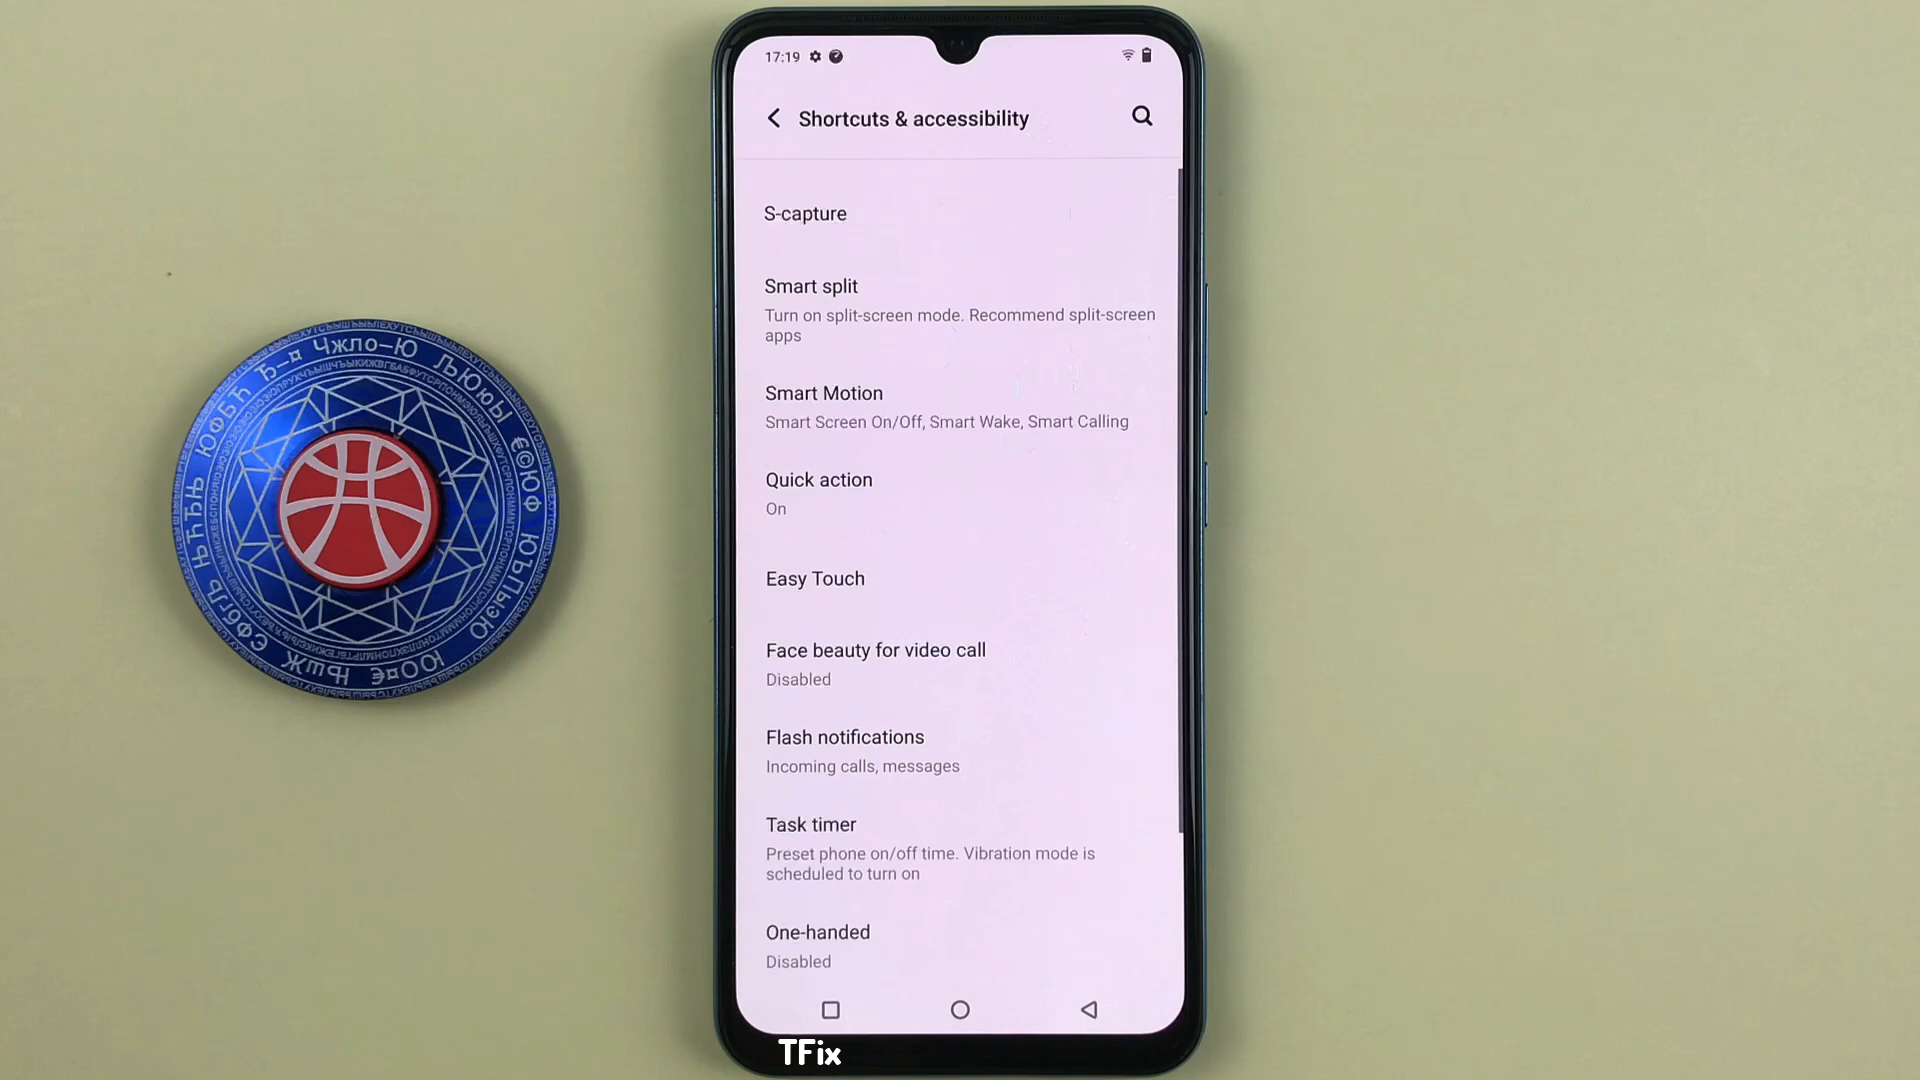 17:19
Shortcuts & accessibility
S-capture
Smart split
Turn on split-screen mode. Recommend split-screen
apps
Smart Motion
Smart Screen On/Off, Smart Wake, Smart Calling
Quick action
On
Easy Touch
Face beauty for video call
Disabled
Flash notifications
Incoming calls, messages
Task timer
Preset phone on/off time. Vibration mode is
scheduled to turn on
One-handed
Disabled
TFix